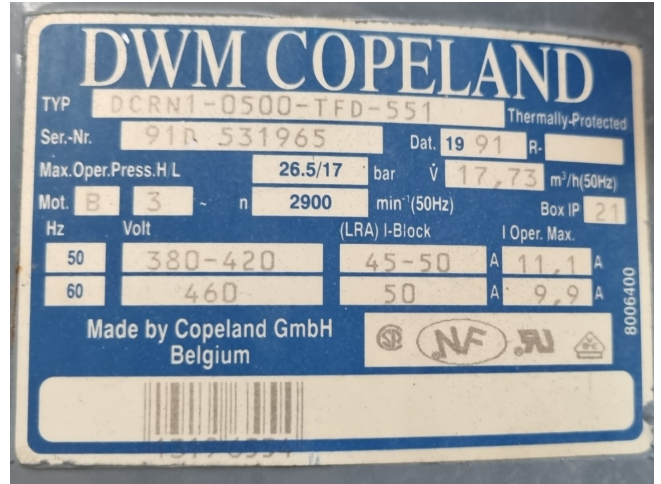 DWM COPELAND
TYP DCRN1-0500-TFD-551 Thermally-Protected
Ser.-Nr. 531965 Dat. 1991 R-
Max.Oper.Press.H/L 26.5/17 bar V̇ 17,73 m³/h(50Hz)
Mot. B 3 ~ n 2900 min⁻¹(50Hz) Box IP 21
Hz Volt (LRA) I-Block I Oper. Max.
50 380-420 45-50 A 11,1 A
60 460 50 A 9,9 A
8006400
Made by Copeland GmbH
Belgium
NF